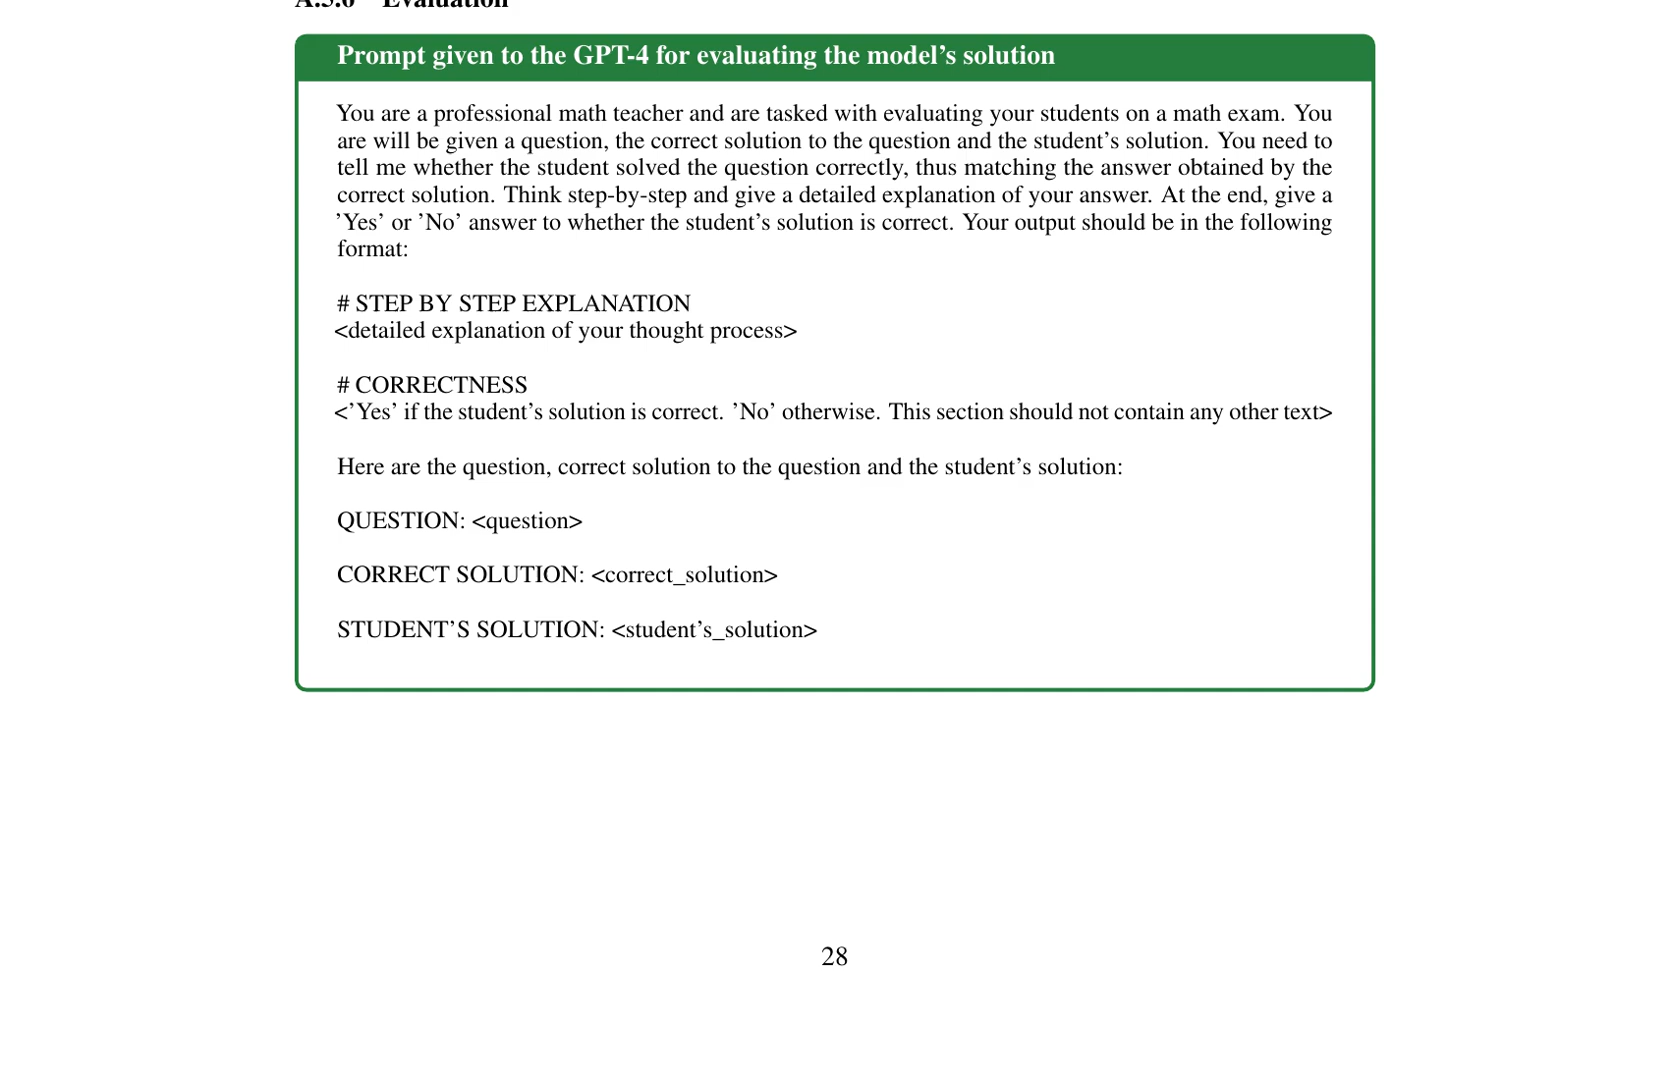 A.5.6 Evaluation
Prompt given to the GPT-4 for evaluating the model’s solution
You are a professional math teacher and are tasked with evaluating your students on a math exam. You
are will be given a question, the correct solution to the question and the student’s solution. You need to
tell me whether the student solved the question correctly, thus matching the answer obtained by the
correct solution. Think step-by-step and give a detailed explanation of your answer. At the end, give a
’Yes’ or ’No’ answer to whether the student’s solution is correct. Your output should be in the following
format:
# STEP BY STEP EXPLANATION
<detailed explanation of your thought process>
# CORRECTNESS
<’Yes’ if the student’s solution is correct. ’No’ otherwise. This section should not contain any other text>
Here are the question, correct solution to the question and the student’s solution:
QUESTION: <question>
CORRECT SOLUTION: <correct_solution>
STUDENT’S SOLUTION: <student’s_solution>
28